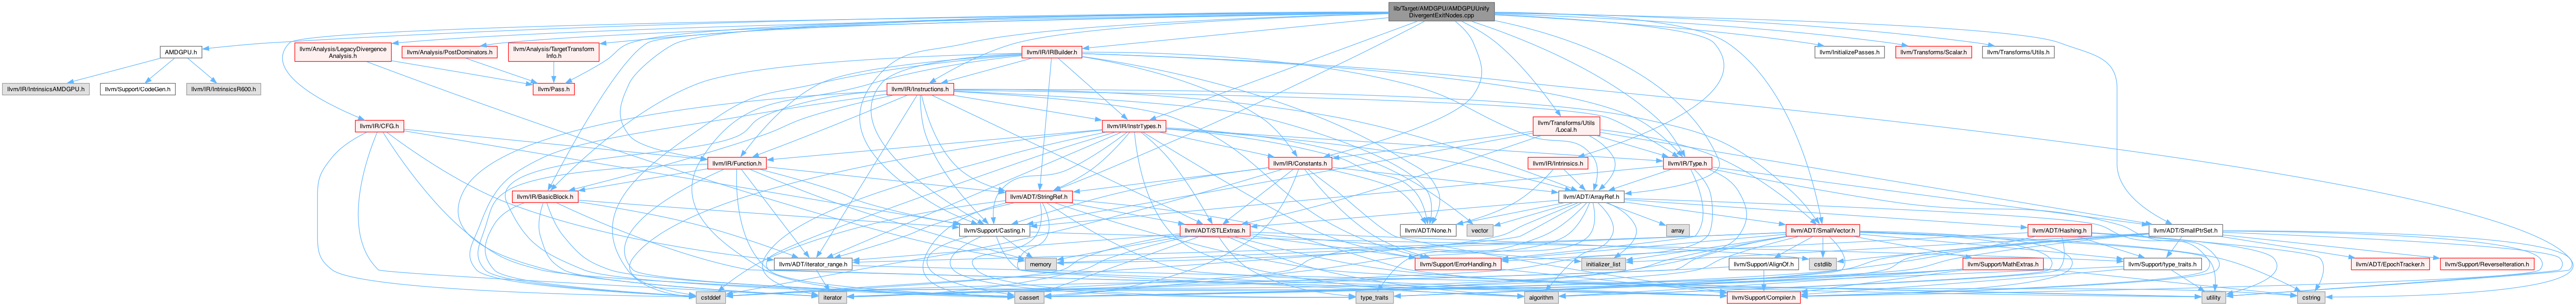 lib/Target/AMDGPU/AMDGPUUnify
DivergentExitNodes.cpp
AMDGPU.h
llvm/Analysis/LegacyDivergence
Analysis.h
llvm/Analysis/PostDominators.h
llvm/Analysis/TargetTransform
Info.h
llvm/IR/IRBuilder.h
llvm/InitializePasses.h
llvm/Transforms/Scalar.h
llvm/Transforms/Utils.h
llvm/IR/IntrinsicsAMDGPU.h
llvm/Support/CodeGen.h
llvm/IR/IntrinsicsR600.h
llvm/Pass.h
llvm/IR/Instructions.h
llvm/IR/CFG.h
llvm/IR/InstrTypes.h
llvm/Transforms/Utils
/Local.h
llvm/IR/Function.h
llvm/IR/Constants.h
llvm/IR/Intrinsics.h
llvm/IR/Type.h
llvm/IR/BasicBlock.h
llvm/ADT/StringRef.h
llvm/ADT/ArrayRef.h
llvm/Support/Casting.h
llvm/ADT/STLExtras.h
llvm/ADT/None.h
vector
array
llvm/ADT/SmallVector.h
llvm/ADT/Hashing.h
llvm/ADT/SmallPtrSet.h
llvm/ADT/iterator_range.h
memory
llvm/Support/ErrorHandling.h
initializer_list
cstdlib
llvm/Support/AlignOf.h
llvm/Support/MathExtras.h
llvm/Support/type_traits.h
llvm/ADT/EpochTracker.h
llvm/Support/ReverseIteration.h
cstddef
iterator
cassert
type_traits
algorithm
llvm/Support/Compiler.h
utility
cstring